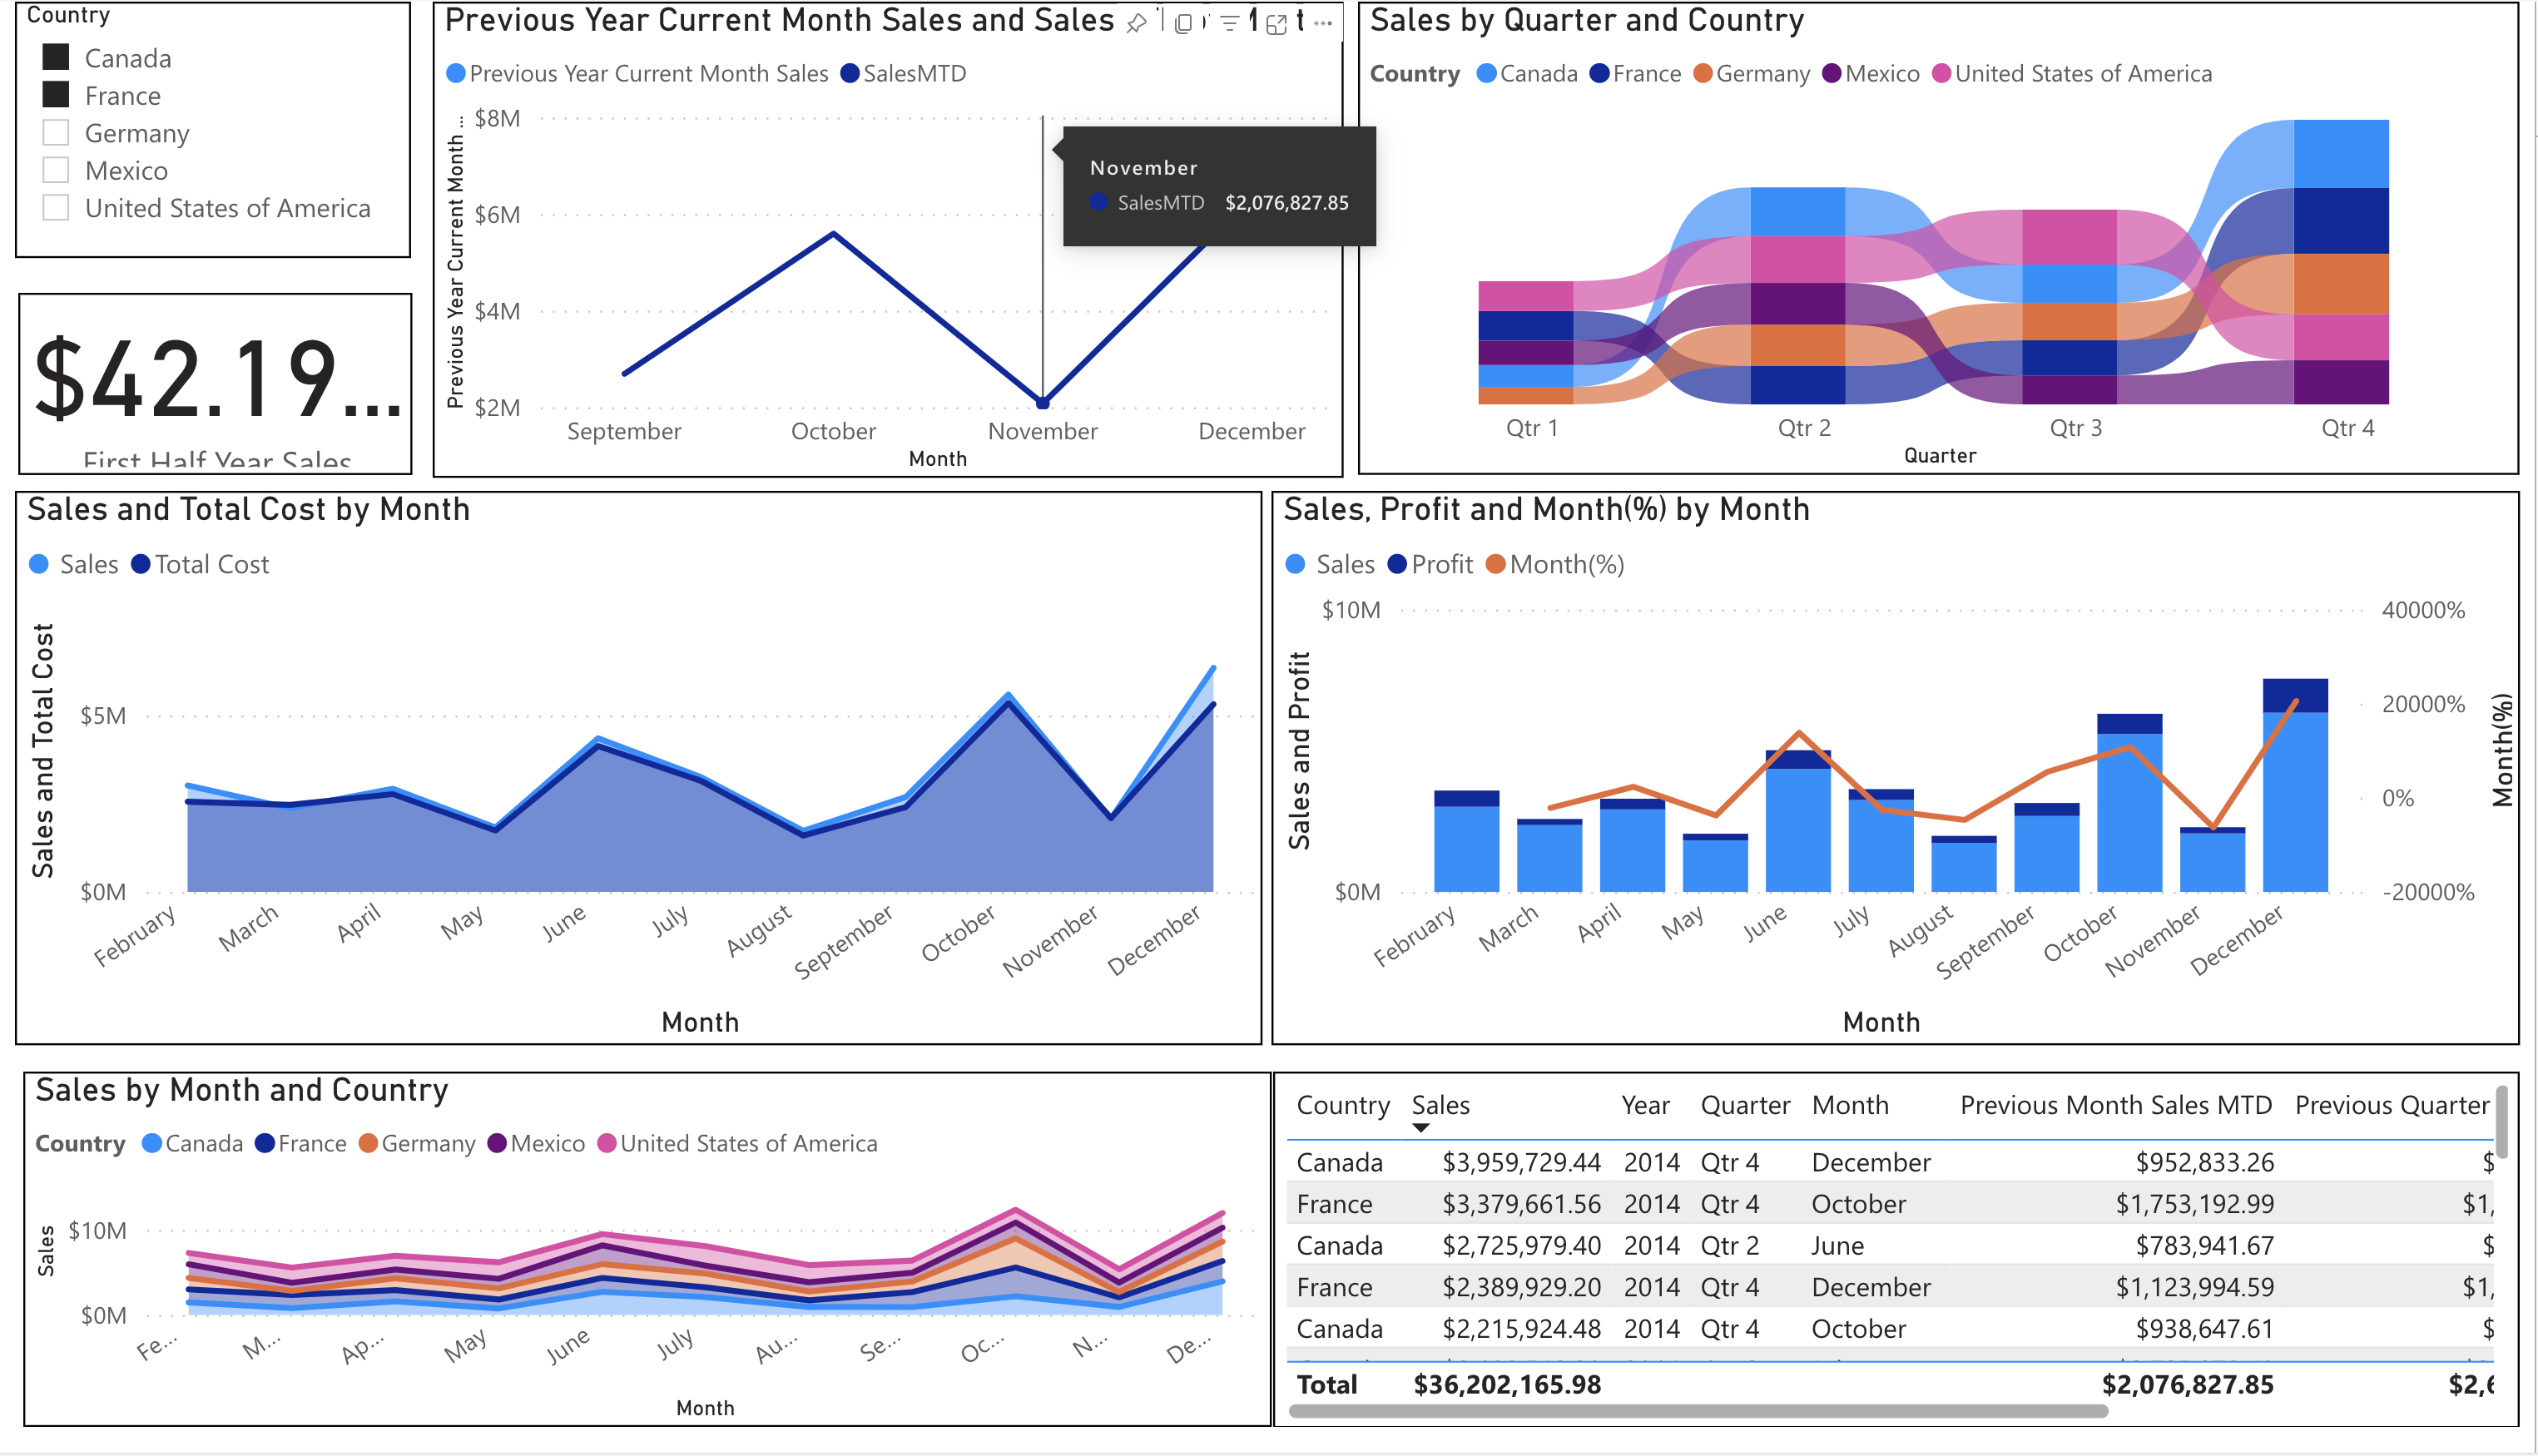 Country
Canada
France
Germany
Mexico
United States of America
$42.19...
First Half Year Sales
Previous Year Current Month Sales and Sales
Previous Year Current Month Sales SalesMTD
Previous Year Current Month ...
$8M
$6M
$4M
$2M
November
SalesMTD $2,076,827.85
September October November December
Month
Sales by Quarter and Country
Country Canada France Germany Mexico United States of America
Qtr 1 Qtr 2 Qtr 3 Qtr 4
Quarter
Sales and Total Cost by Month
Sales Total Cost
Sales and Total Cost
$5M
$0M
February March April May June July August September October November December
Month
Sales, Profit and Month(%) by Month
Sales Profit Month(%)
Sales and Profit
$10M
$0M
40000%
20000%
0%
-20000%
Month(%)
February March April May June July August September October November December
Month
Sales by Month and Country
Country Canada France Germany Mexico United States of America
Sales
$10M
$0M
Fe... M... Ap... May June July Au... Se... Oc... N... De...
Month
Country Sales Year Quarter Month Previous Month Sales MTD Previous Quarter
Canada $3,959,729.44 2014 Qtr 4 December $952,833.26 $
France $3,379,661.56 2014 Qtr 4 October $1,753,192.99 $1,
Canada $2,725,979.40 2014 Qtr 2 June $783,941.67 $
France $2,389,929.20 2014 Qtr 4 December $1,123,994.59 $1,
Canada $2,215,924.48 2014 Qtr 4 October $938,647.61 $
Total $36,202,165.98 $2,076,827.85 $2,6